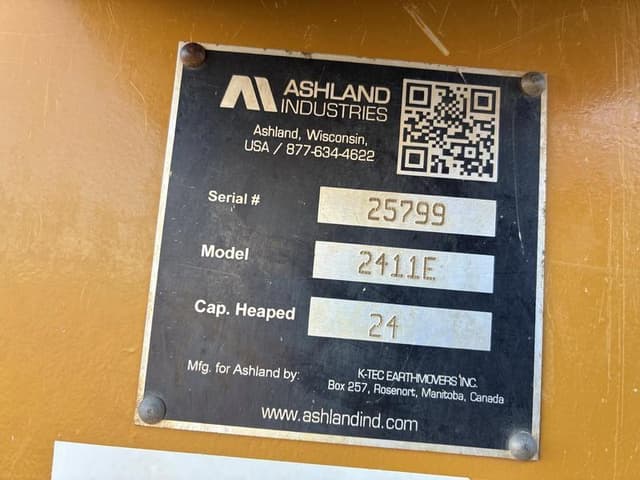 ASHLAND
INDUSTRIES
Ashland, Wisconsin,
USA / 877-634-4622
Serial # 25799
Model 2411E
Cap. Heaped 24
Mfg. for Ashland by: K-TEC EARTHMOVERS INC.
Box 257, Rosenort, Manitoba, Canada
www.ashlandind.com